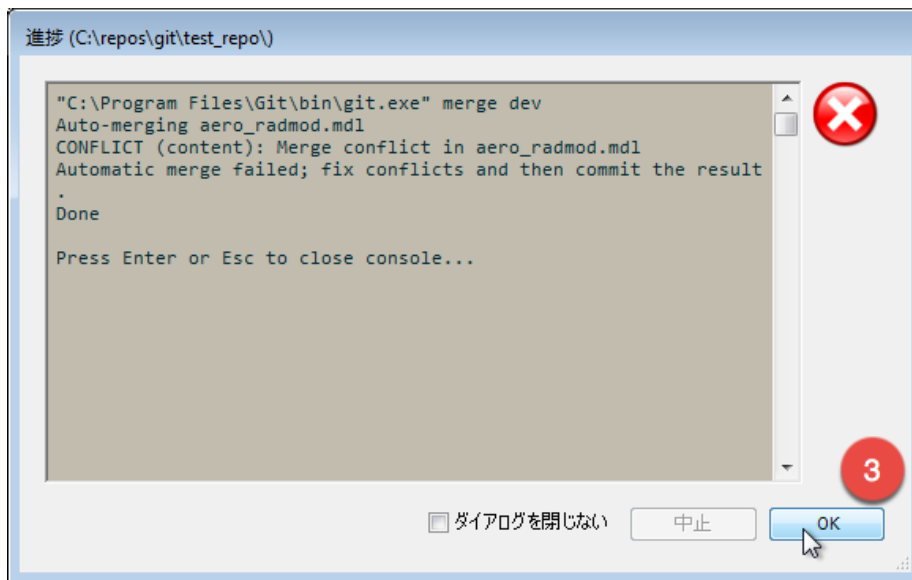 進捗 (C:\repos\git\test_repo\)
"C:\Program Files\Git\bin\git.exe" merge dev
Auto-merging aero_radmod.mdl
CONFLICT (content): Merge conflict in aero_radmod.mdl
Automatic merge failed; fix conflicts and then commit the result
.
Done
Press Enter or Esc to close console...
3
ダイアログを閉じない 中止 OK